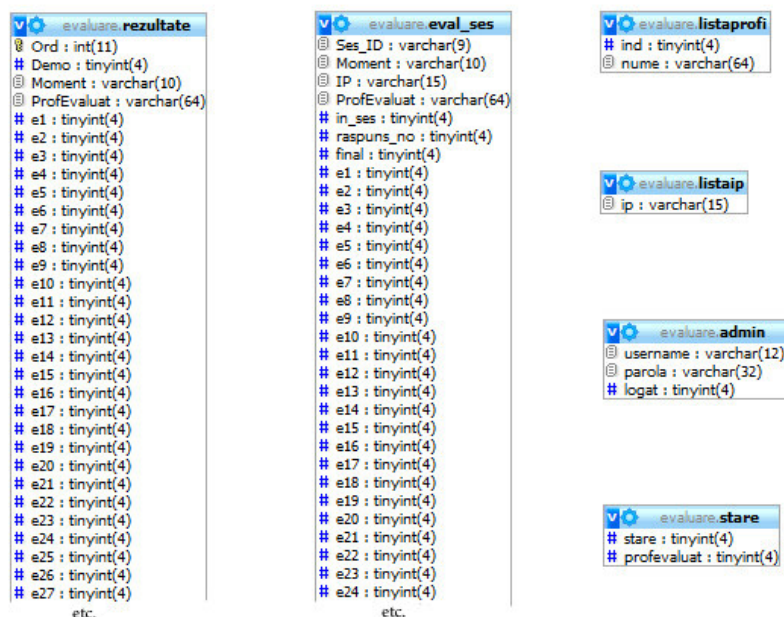 evaluare.rezultate
Ord : int(11)
Demo : tinyint(4)
Moment : varchar(10)
ProfEvaluat : varchar(64)
e1 : tinyint(4)
e2 : tinyint(4)
e3 : tinyint(4)
e4 : tinyint(4)
e5 : tinyint(4)
e6 : tinyint(4)
e7 : tinyint(4)
e8 : tinyint(4)
e9 : tinyint(4)
e10 : tinyint(4)
e11 : tinyint(4)
e12 : tinyint(4)
e13 : tinyint(4)
e14 : tinyint(4)
e15 : tinyint(4)
e16 : tinyint(4)
e17 : tinyint(4)
e18 : tinyint(4)
e19 : tinyint(4)
e20 : tinyint(4)
e21 : tinyint(4)
e22 : tinyint(4)
e23 : tinyint(4)
e24 : tinyint(4)
e25 : tinyint(4)
e26 : tinyint(4)
e27 : tinyint(4)
etc.
evaluare.eval_ses
Ses_ID : varchar(9)
Moment : varchar(10)
IP : varchar(15)
ProfEvaluat : varchar(64)
in_ses : tinyint(4)
raspuns_no : tinyint(4)
final : tinyint(4)
e1 : tinyint(4)
e2 : tinyint(4)
e3 : tinyint(4)
e4 : tinyint(4)
e5 : tinyint(4)
e6 : tinyint(4)
e7 : tinyint(4)
e8 : tinyint(4)
e9 : tinyint(4)
e10 : tinyint(4)
e11 : tinyint(4)
e12 : tinyint(4)
e13 : tinyint(4)
e14 : tinyint(4)
e15 : tinyint(4)
e16 : tinyint(4)
e17 : tinyint(4)
e18 : tinyint(4)
e19 : tinyint(4)
e20 : tinyint(4)
e21 : tinyint(4)
e22 : tinyint(4)
e23 : tinyint(4)
e24 : tinyint(4)
etc.
evaluare.listaprofi
ind : tinyint(4)
nume : varchar(64)
evaluare.listaip
ip : varchar(15)
evaluare.admin
username : varchar(12)
parola : varchar(32)
logat : tinyint(4)
evaluare.stare
stare : tinyint(4)
profevaluat : tinyint(4)